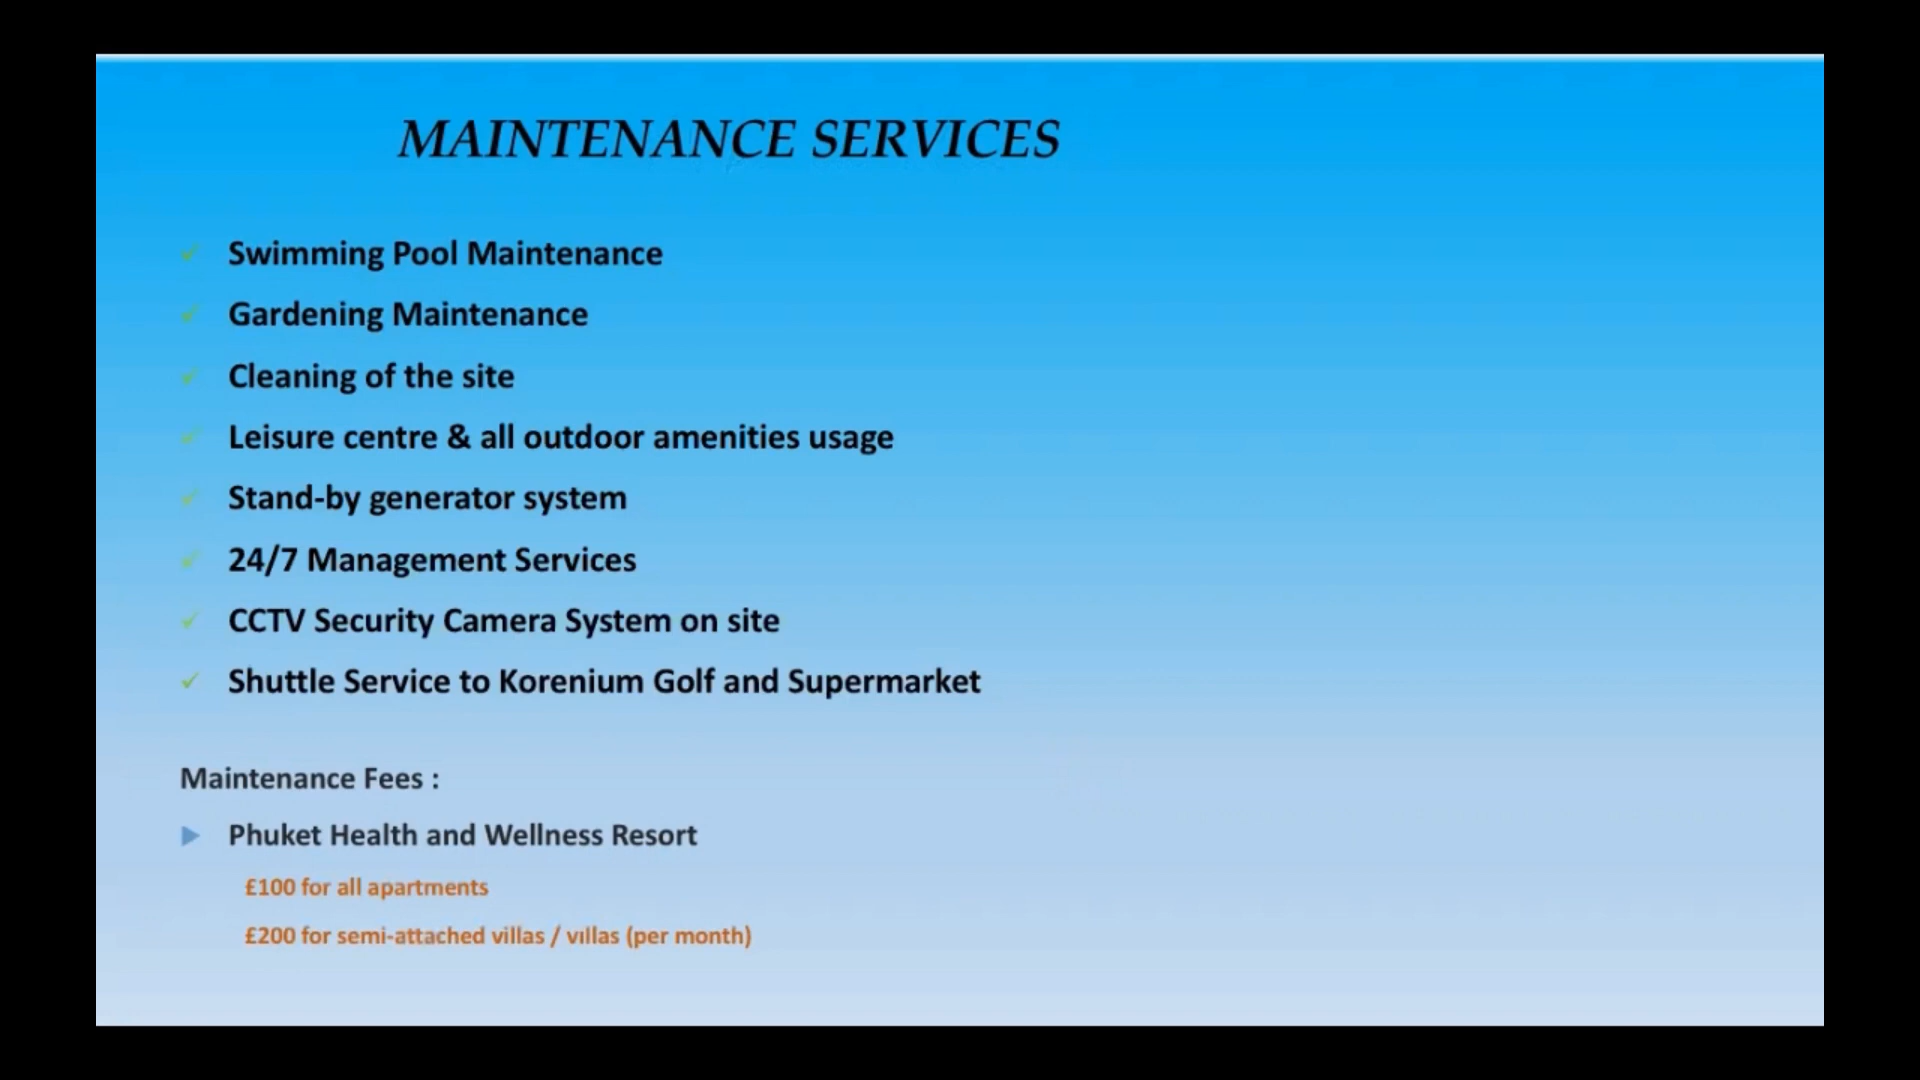 MAINTENANCE SERVICES
Swimming Pool Maintenance
Gardening Maintenance
Cleaning of the site
Leisure centre & all outdoor amenities usage
Stand-by generator system
24/7 Management Services
CCTV Security Camera System on site
Shuttle Service to Korenium Golf and Supermarket
Maintenance Fees :
Phuket Health and Wellness Resort
£100 for all apartments
£200 for semi-attached villas / villas (per month)